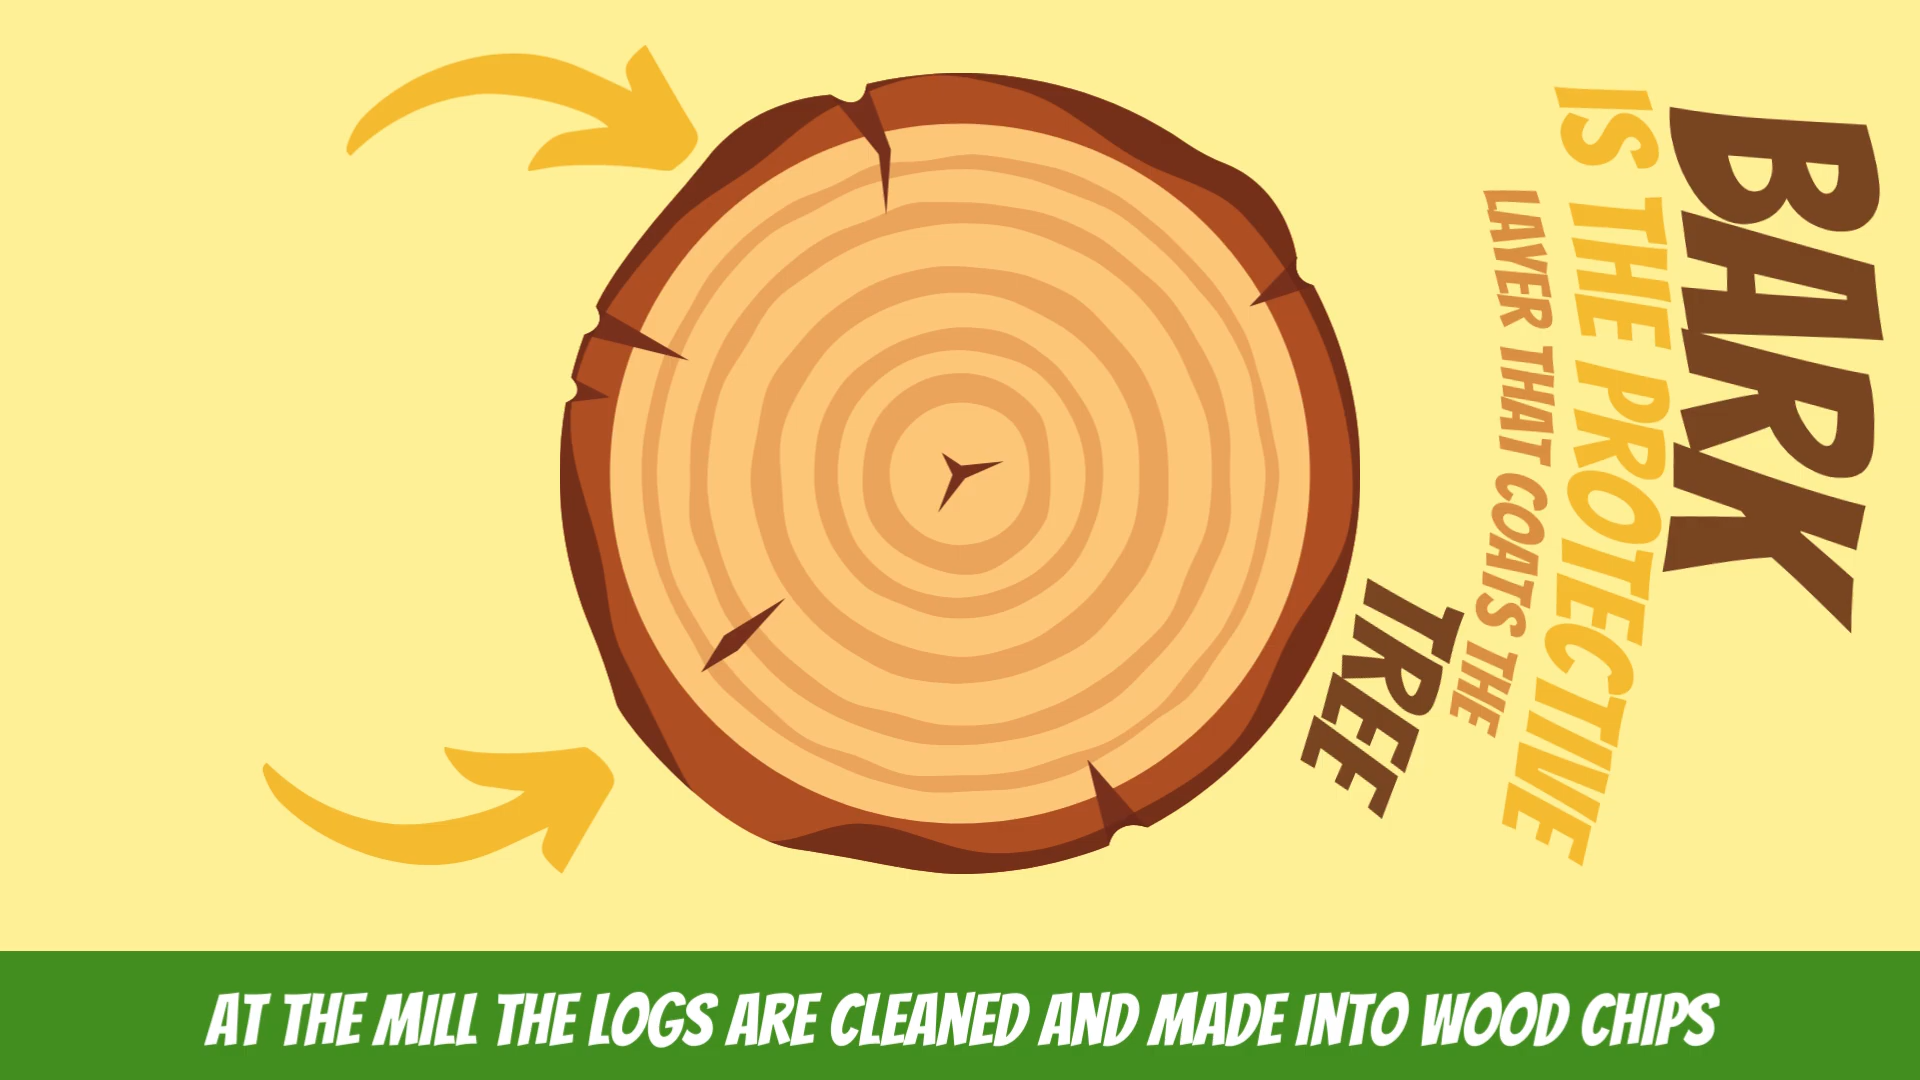 BARK
IS THE PROTECTIVE
LAYER THAT COATS THE
TREE
AT THE MILL THE LOGS ARE CLEANED AND MADE INTO WOOD CHIPS